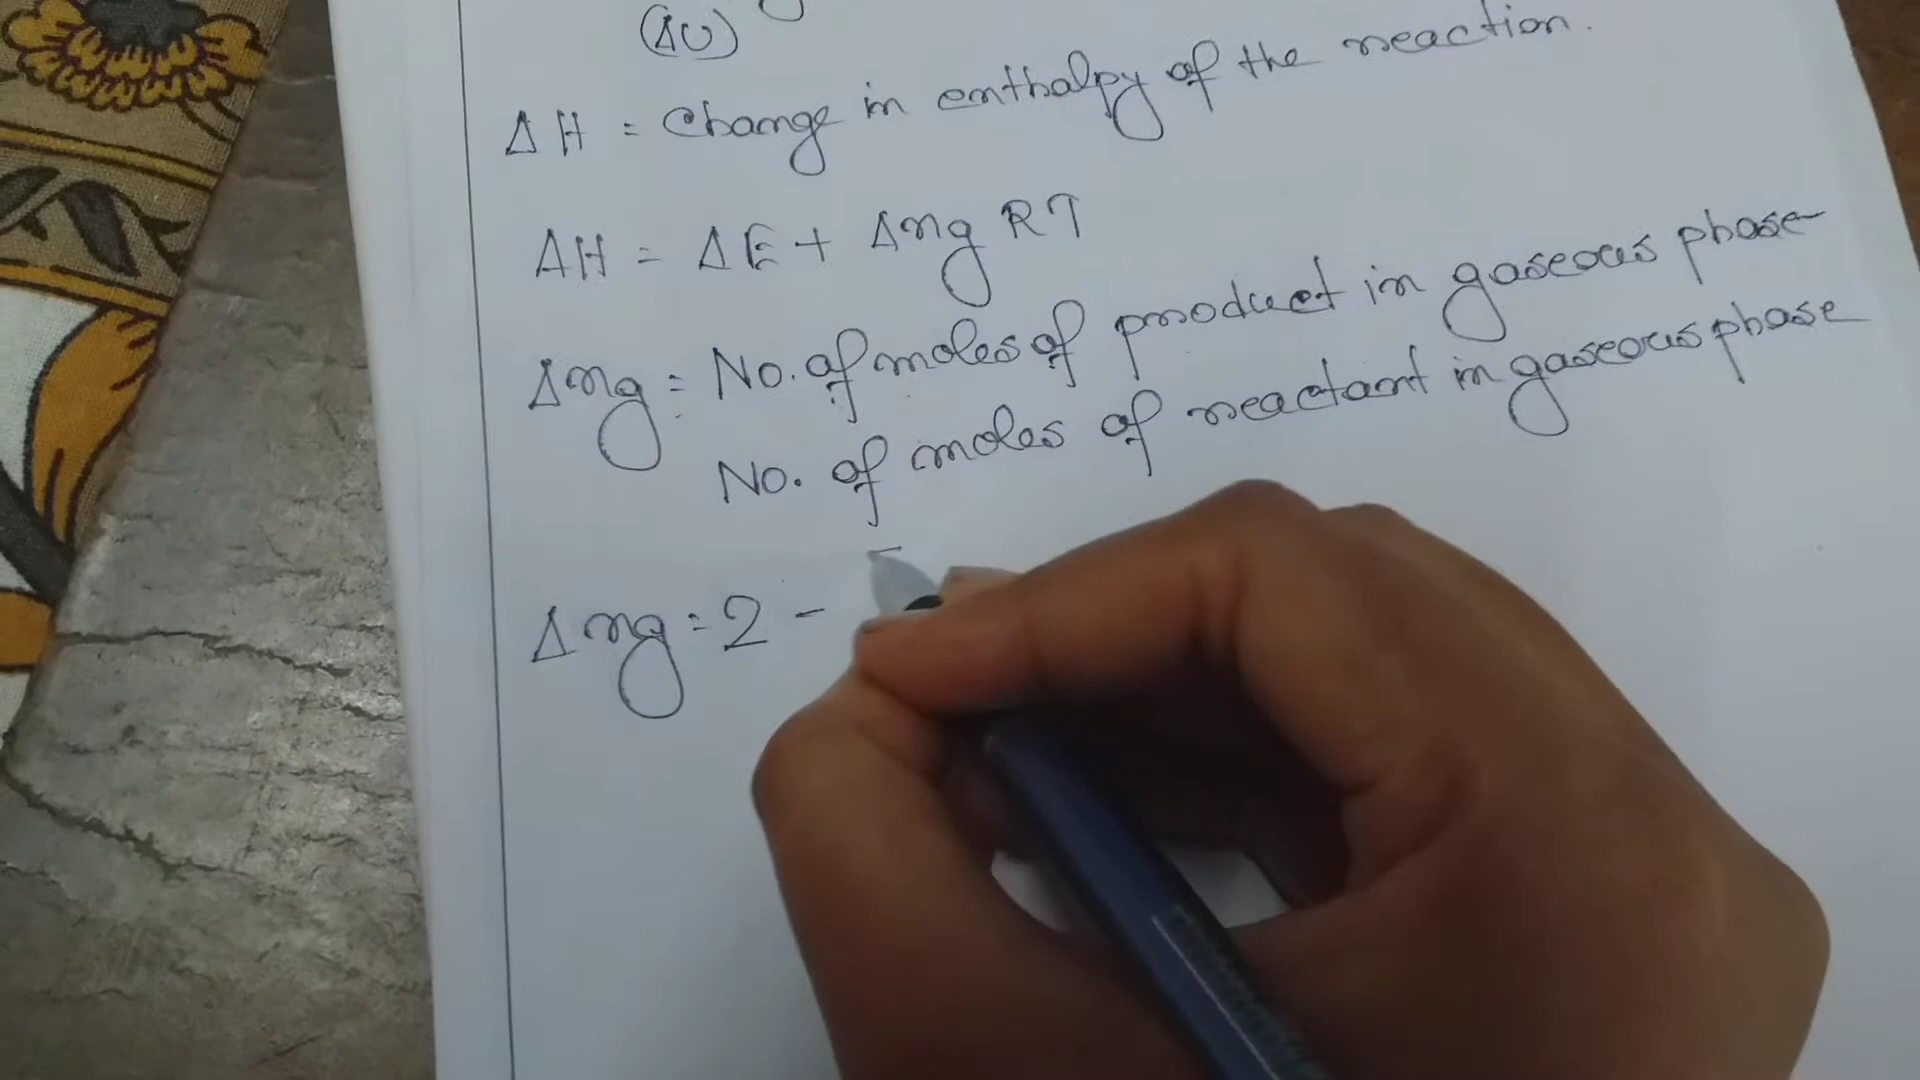 (ΔU)
ΔH = Change in enthalpy of the reaction.
ΔH = ΔE + Δng RT
Δng = No. of moles of product in gaseous phase -
No. of moles of reactant in gaseous phase
Δng = 2 -